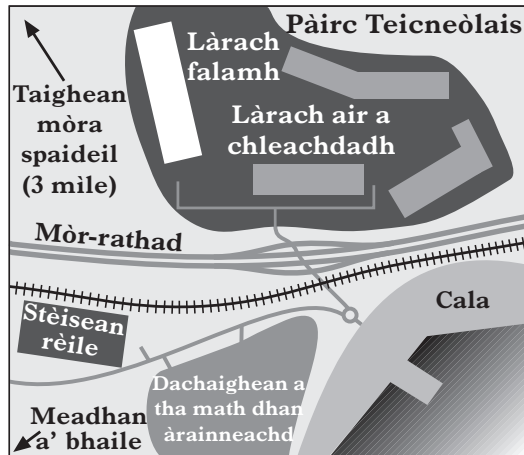 Pàirc Teicneòlais
Làrach
falamh
Taighean
mòra
spaideil
(3 mìle)
Làrach air a
chleachdadh
Mòr-rathad
Cala
Stèisean
rèile
Dachaighean a
tha math dhan
àrainneachd
Meadhan
a' bhaile